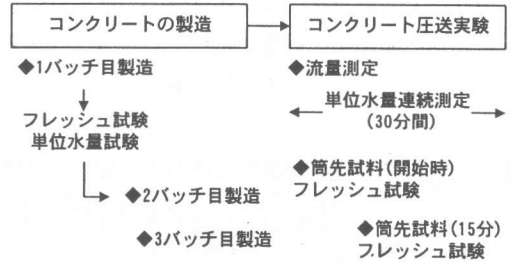 コンクリートの製造
コンクリート圧送実験
◆1バッチ目製造
フレッシュ試験
単位水量試験
◆2バッチ目製造
◆3バッチ目製造
◆流量測定
単位水量連続測定
(30分間)
◆筒先試料(開始時)
フレッシュ試験
◆筒先試料(15分)
フレッシュ試験